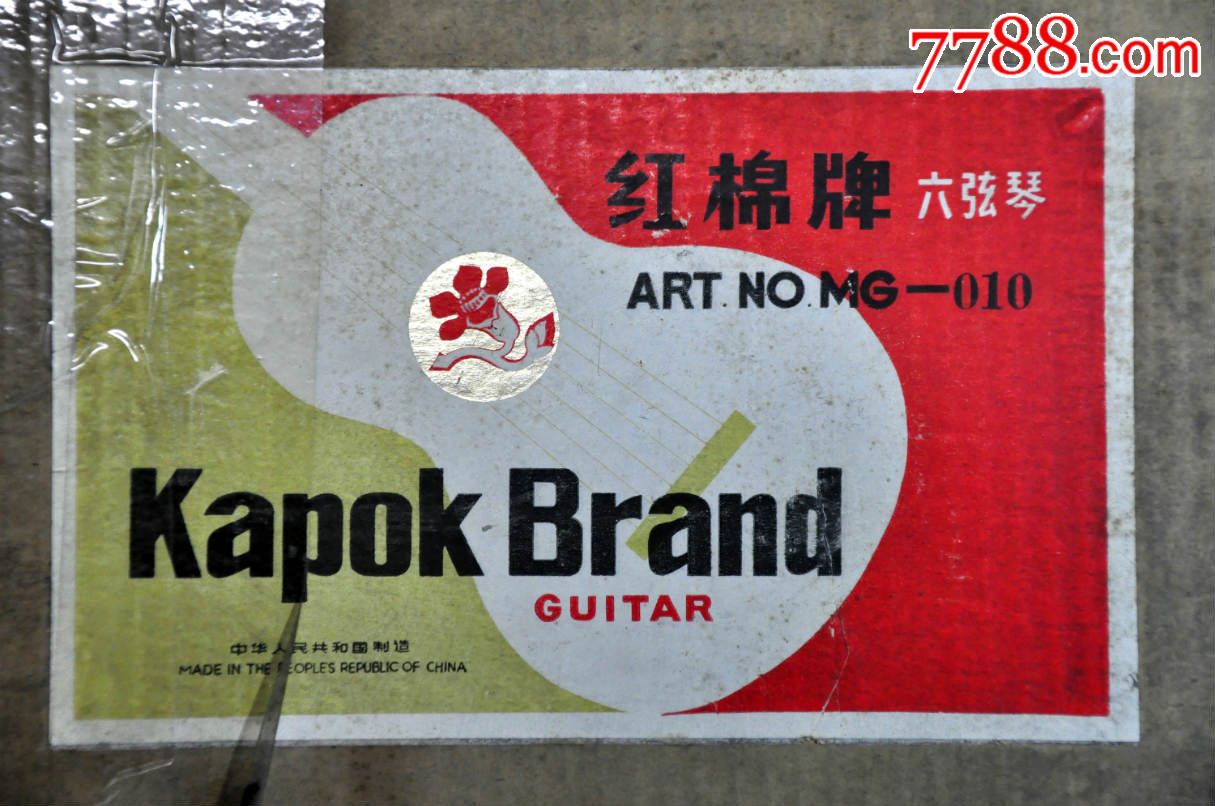 7788.com
红棉牌 六弦琴
ART. NO. MG—010
Kapok Brand
GUITAR
中华人民共和国制造
MADE IN THE PEOPLE'S REPUBLIC OF CHINA